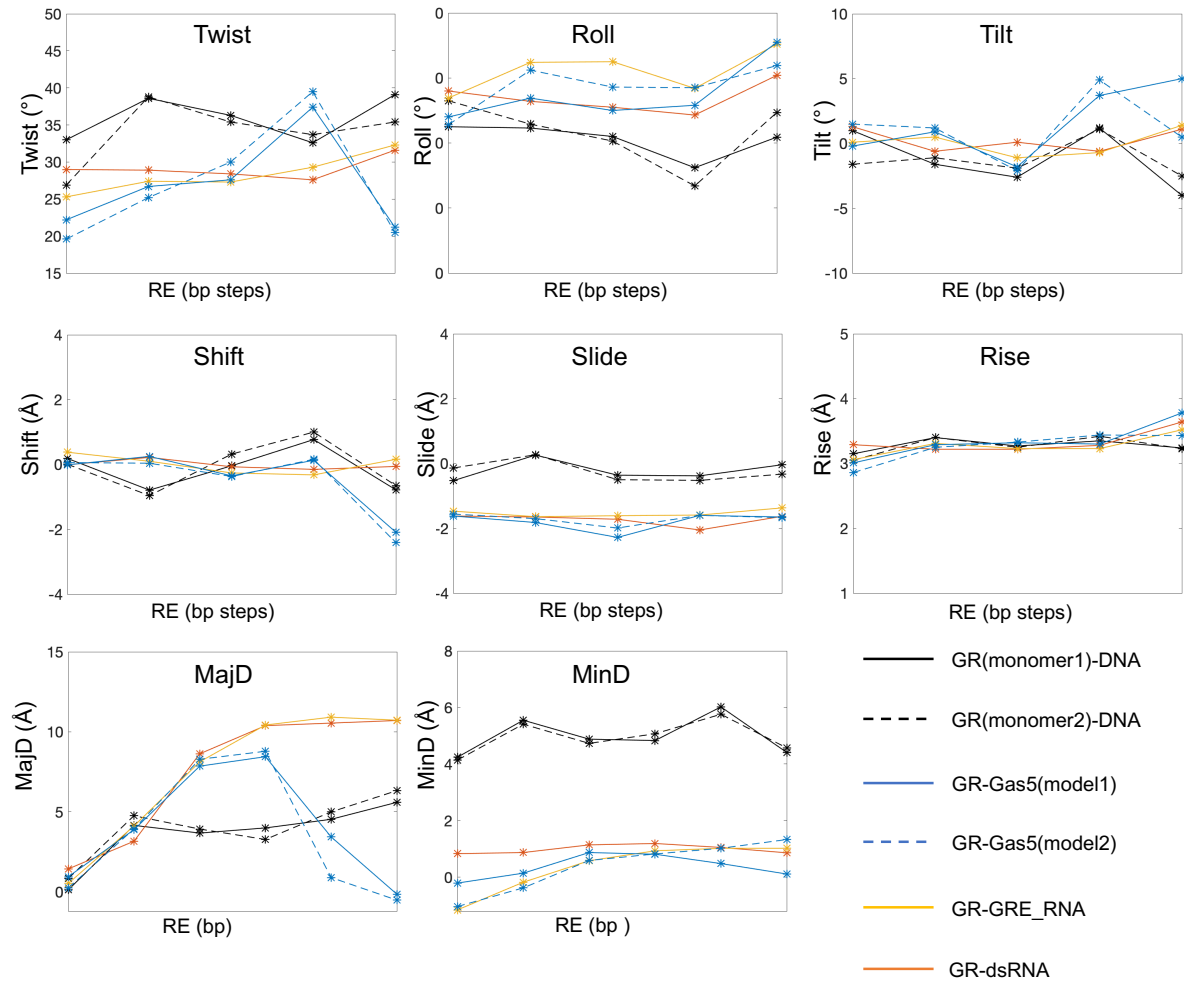 Twist
Twist (°)
50
45
40
35
30
25
20
15
RE (bp steps)
Roll
Roll (°)
0
0
0
0
0
RE (bp steps)
Tilt
Tilt (°)
10
5
0
-5
-10
RE (bp steps)
Shift
Shift (Å)
4
2
0
-2
-4
RE (bp steps)
Slide
Slide (Å)
4
2
0
-2
-4
RE (bp steps)
Rise
Rise (Å)
5
4
3
2
1
RE (bp steps)
MajD
MajD (Å)
15
10
5
0
RE (bp)
MinD
MinD (Å)
8
6
4
2
0
RE (bp )
GR(monomer1)-DNA
GR(monomer2)-DNA
GR-Gas5(model1)
GR-Gas5(model2)
GR-GRE_RNA
GR-dsRNA